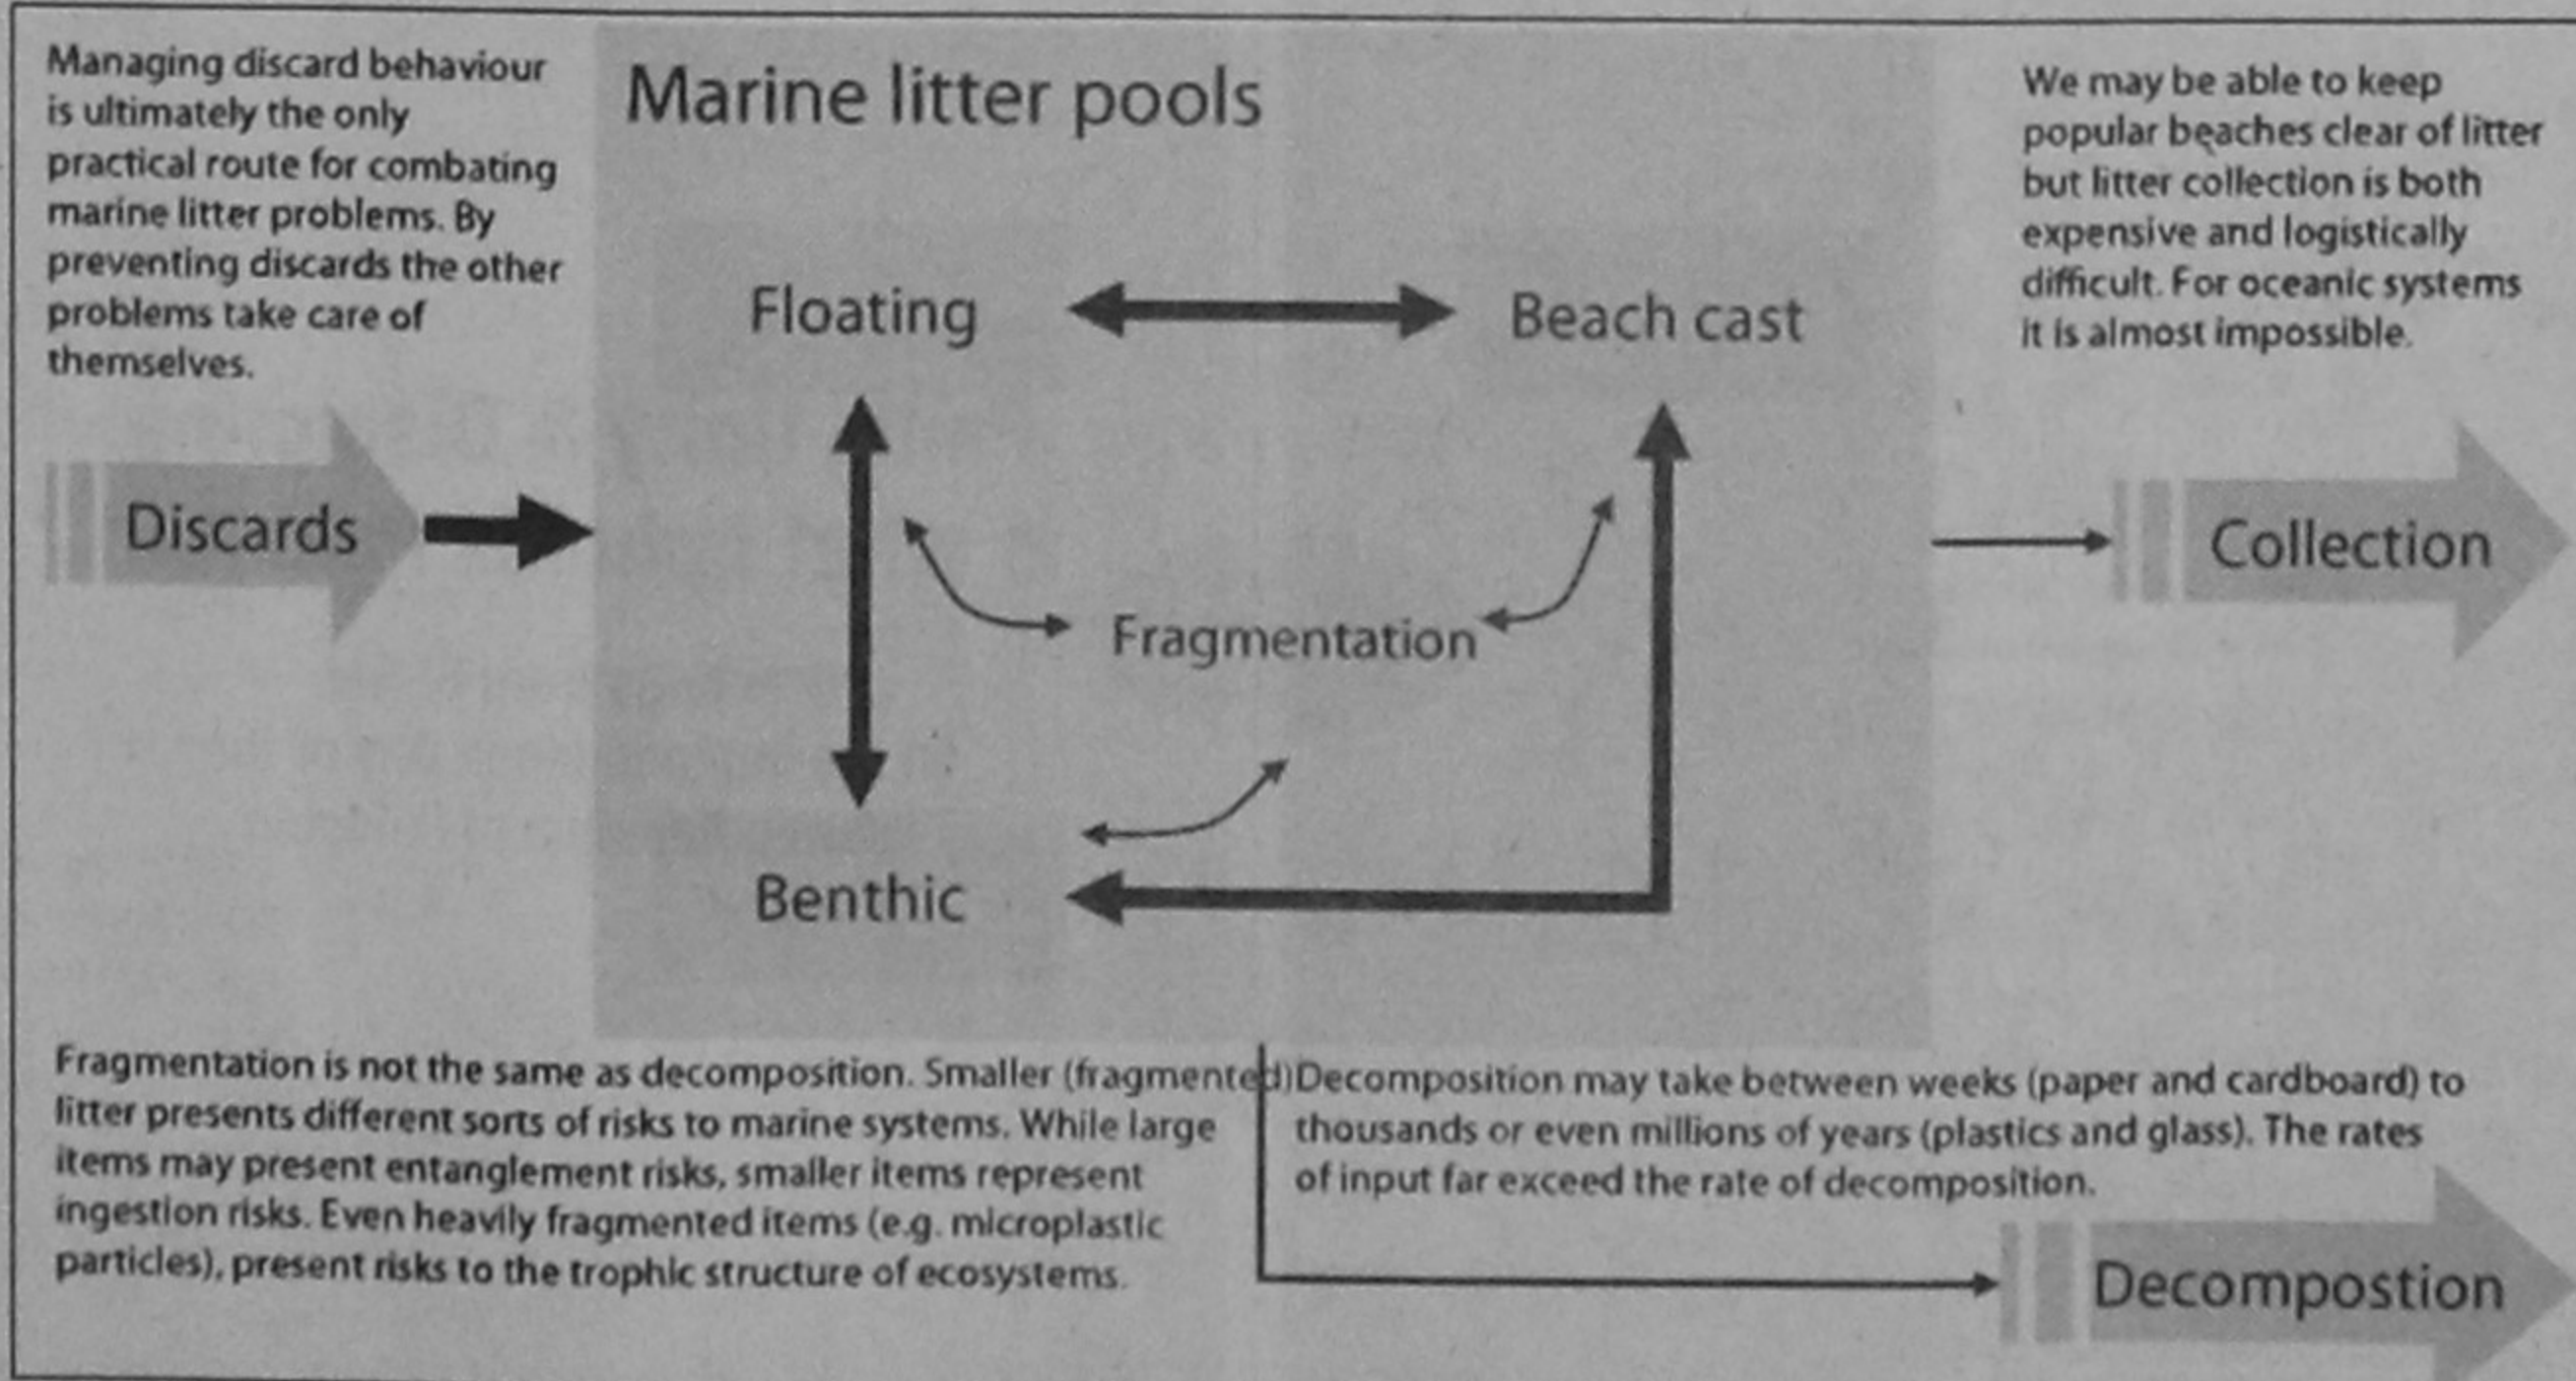 Managing discard behaviour
is ultimately the only
practical route for combating
marine litter problems. By
preventing discards the other
problems take care of
themselves.
Marine litter pools
We may be able to keep
popular beaches clear of litter
but litter collection is both
expensive and logistically
difficult. For oceanic systems
it is almost impossible.
Floating
Beach cast
Discards
Collection
Fragmentation
Benthic
Fragmentation is not the same as decomposition. Smaller (fragmented)
litter presents different sorts of risks to marine systems. While large
items may present entanglement risks, smaller items represent
ingestion risks. Even heavily fragmented items (e.g. microplastic
particles), present risks to the trophic structure of ecosystems.
Decomposition may take between weeks (paper and cardboard) to
thousands or even millions of years (plastics and glass). The rates
of input far exceed the rate of decomposition.
Decompostion